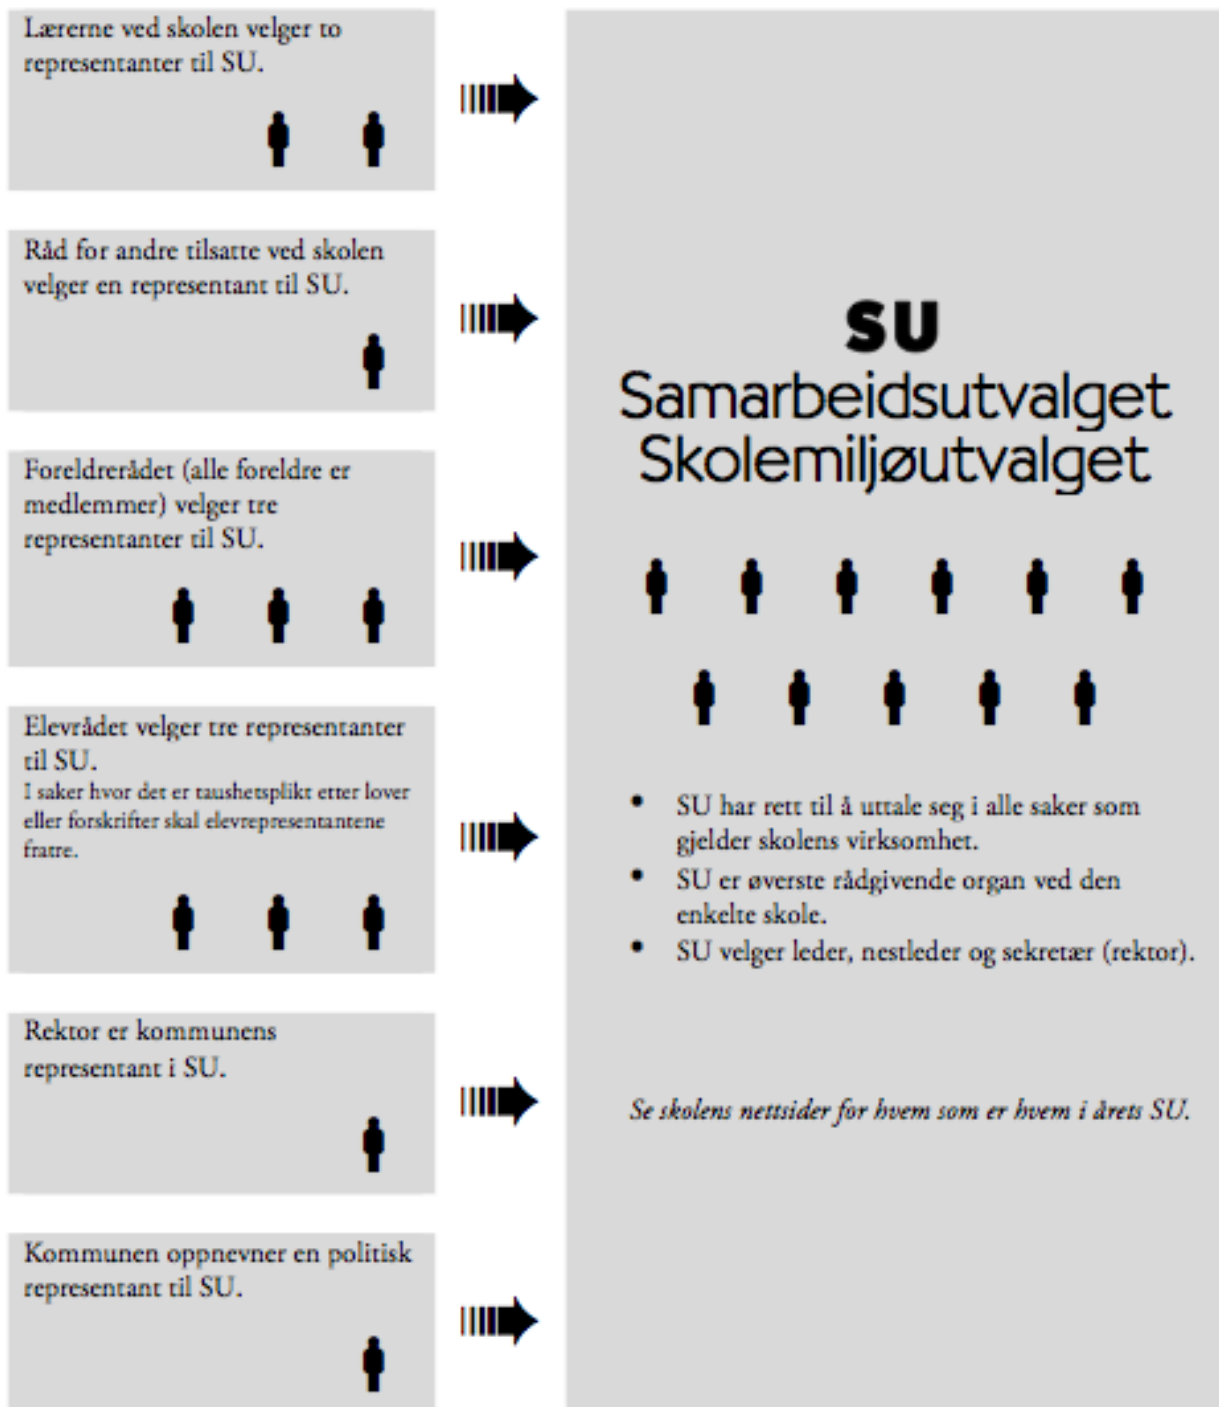 Lærerne ved skolen velger to
representanter til SU.
Råd for andre tilsatte ved skolen
velger en representant til SU.
Foreldrerådet (alle foreldre er
medlemmer) velger tre
representanter til SU.
Elevrådet velger tre representanter
til SU.
I saker hvor det er taushetsplikt etter lover
eller forskrifter skal elevrepresentantene
fratre.
Rektor er kommunens
representant i SU.
Kommunen oppnevner en politisk
representant til SU.
SU
Samarbeidsutvalget
Skolemiljøutvalget
• SU har rett til å uttale seg i alle saker som
gjelder skolens virksomhet.
• SU er øverste rådgivende organ ved den
enkelte skole.
• SU velger leder, nestleder og sekretær (rektor).
Se skolens nettsider for hvem som er hvem i årets SU.